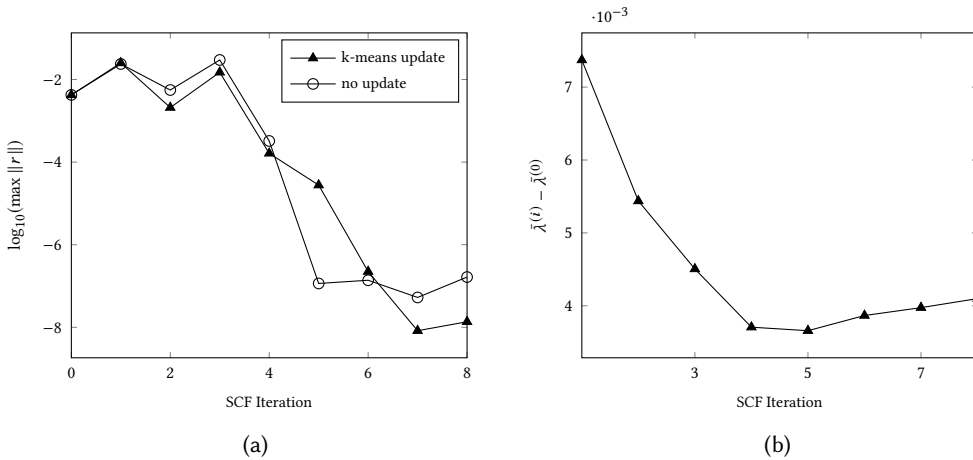 −2
−4
−6
−8
0
2
4
6
8
log₁₀(max ||r||)
SCF Iteration
k-means update
no update
(a)
·10⁻³
7
6
5
4
3
5
7
λ̄⁽ⁱ⁾ − λ̄⁽⁰⁾
SCF Iteration
(b)